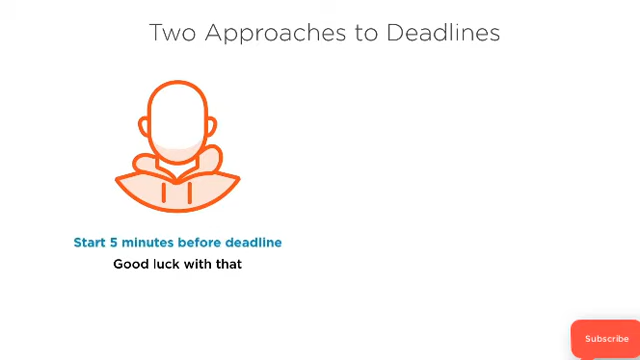 Two Approaches to Deadlines
Start 5 minutes before deadline
Good luck with that
Subscribe